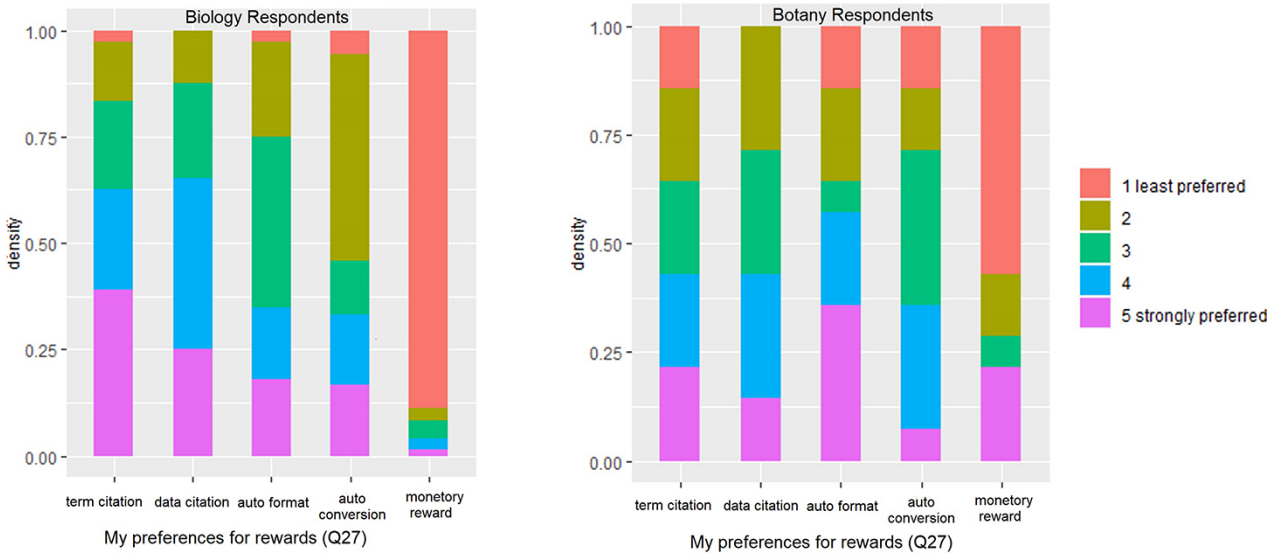 Biology Respondents
1.00
0.75
0.50
0.25
0.00
density
term citation
data citation
auto format
auto
conversion
monetory
reward
My preferences for rewards (Q27)
Botany Respondents
1.00
0.75
0.50
0.25
0.00
density
term citation
data citation
auto format
auto
conversion
monetory
reward
My preferences for rewards (Q27)
1 least preferred
2
3
4
5 strongly preferred